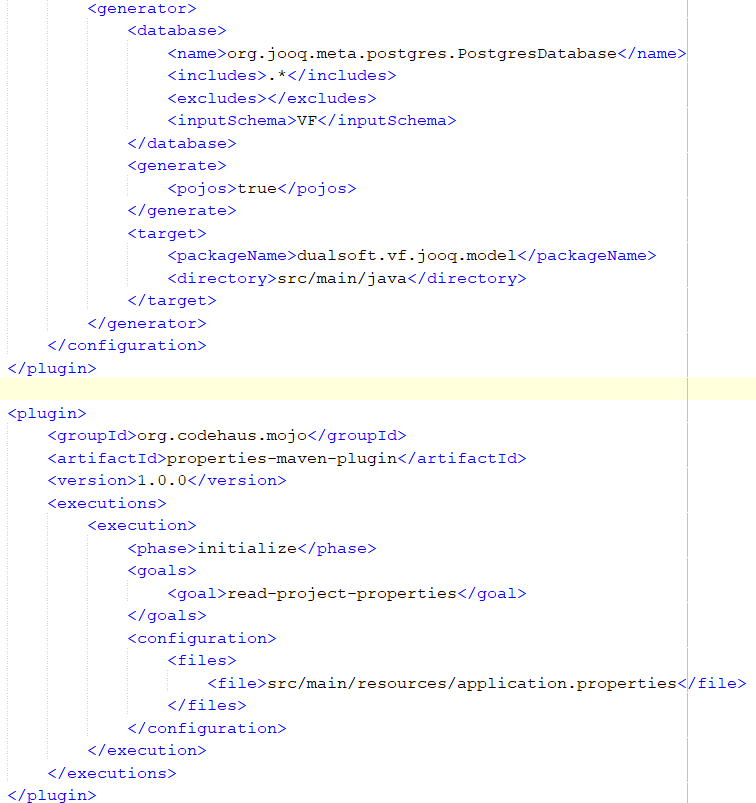 <generator>
<database>
<name>org.jooq.meta.postgres.PostgresDatabase</name>
<includes>.*</includes>
<excludes></excludes>
<inputSchema>VF</inputSchema>
</database>
<generate>
<pojos>true</pojos>
</generate>
<target>
<packageName>dualsoft.vf.jooq.model</packageName>
<directory>src/main/java</directory>
</target>
</generator>
</configuration>
</plugin>
<plugin>
<groupId>org.codehaus.mojo</groupId>
<artifactId>properties-maven-plugin</artifactId>
<version>1.0.0</version>
<executions>
<execution>
<phase>initialize</phase>
<goals>
<goal>read-project-properties</goal>
</goals>
<configuration>
<files>
<file>src/main/resources/application.properties</file>
</files>
</configuration>
</execution>
</executions>
</plugin>